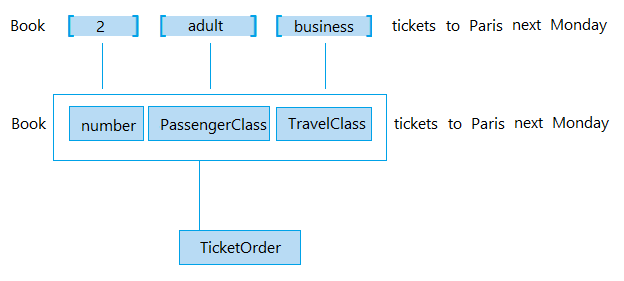 Book [ 2 ] [ adult ] [ business ] tickets to Paris next Monday
Book number PassengerClass TravelClass tickets to Paris next Monday
TicketOrder